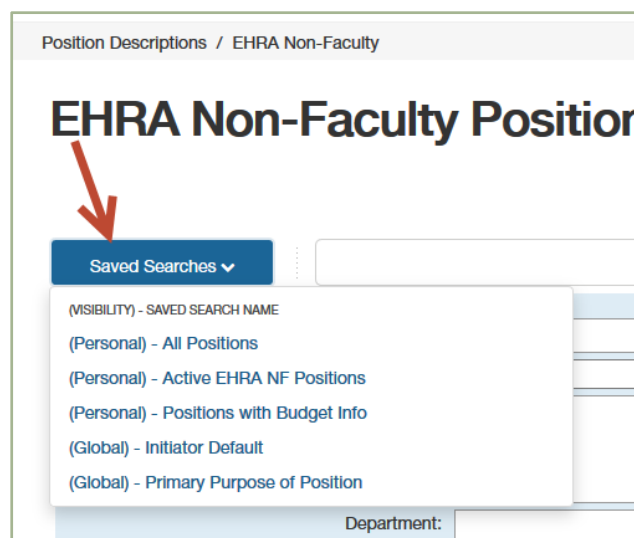 Position Descriptions / EHRA Non-Faculty
EHRA Non-Faculty Position
Saved Searches
(VISIBILITY) - SAVED SEARCH NAME
(Personal) - All Positions
(Personal) - Active EHRA NF Positions
(Personal) - Positions with Budget Info
(Global) - Initiator Default
(Global) - Primary Purpose of Position
Department: